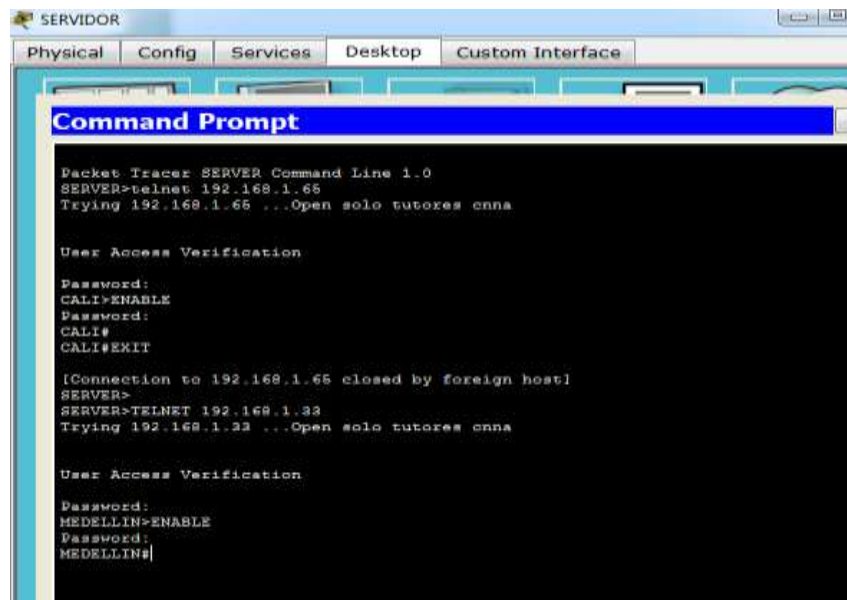 SERVIDOR
Physical Config Services Desktop Custom Interface
Command Prompt
Packet Tracer SERVER Command Line 1.0
SERVER>telnet 192.168.1.65
Trying 192.168.1.65 ...Open solo tutores cnna
User Access Verification
Password:
CALI>ENABLE
Password:
CALI#
CALI#EXIT
[Connection to 192.168.1.65 closed by foreign host]
SERVER>
SERVER>TELNET 192.168.1.33
Trying 192.168.1.33 ...Open solo tutores cnna
User Access Verification
Password:
MEDELLIN>ENABLE
Password:
MEDELLIN#